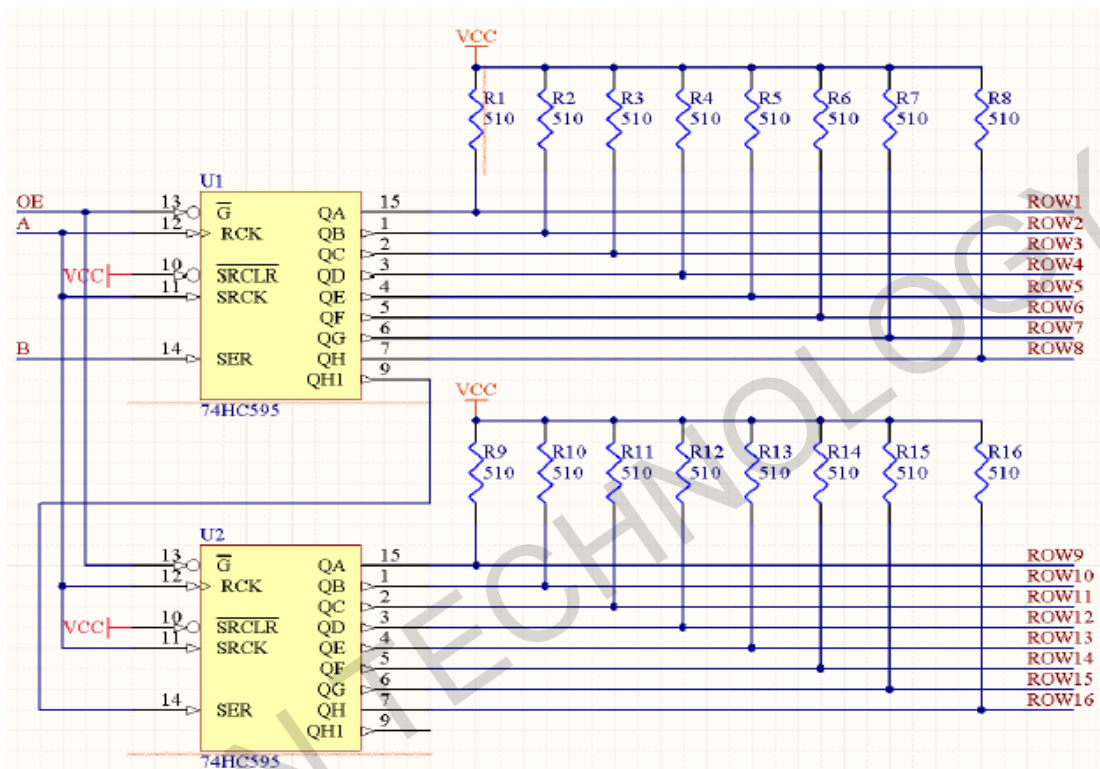 VCC
R1 R2 R3 R4 R5 R6 R7 R8
510 510 510 510 510 510 510 510
U1
OE 13 G QA 15 ROW1
A 12 RCK QB 1 ROW2
QC 2 ROW3
VCC 10 SRCLR QD 3 ROW4
11 SRCK QE 4 ROW5
QF 5 ROW6
QG 6 ROW7
B 14 SER QH 7 ROW8
QH1 9
74HC595
VCC
R9 R10 R11 R12 R13 R14 R15 R16
510 510 510 510 510 510 510 510
U2
13 G QA 15 ROW9
12 RCK QB 1 ROW10
QC 2 ROW11
VCC 10 SRCLR QD 3 ROW12
11 SRCK QE 4 ROW13
QF 5 ROW14
QG 6 ROW15
14 SER QH 7 ROW16
QH1 9
74HC595
N TECHNOLOGY